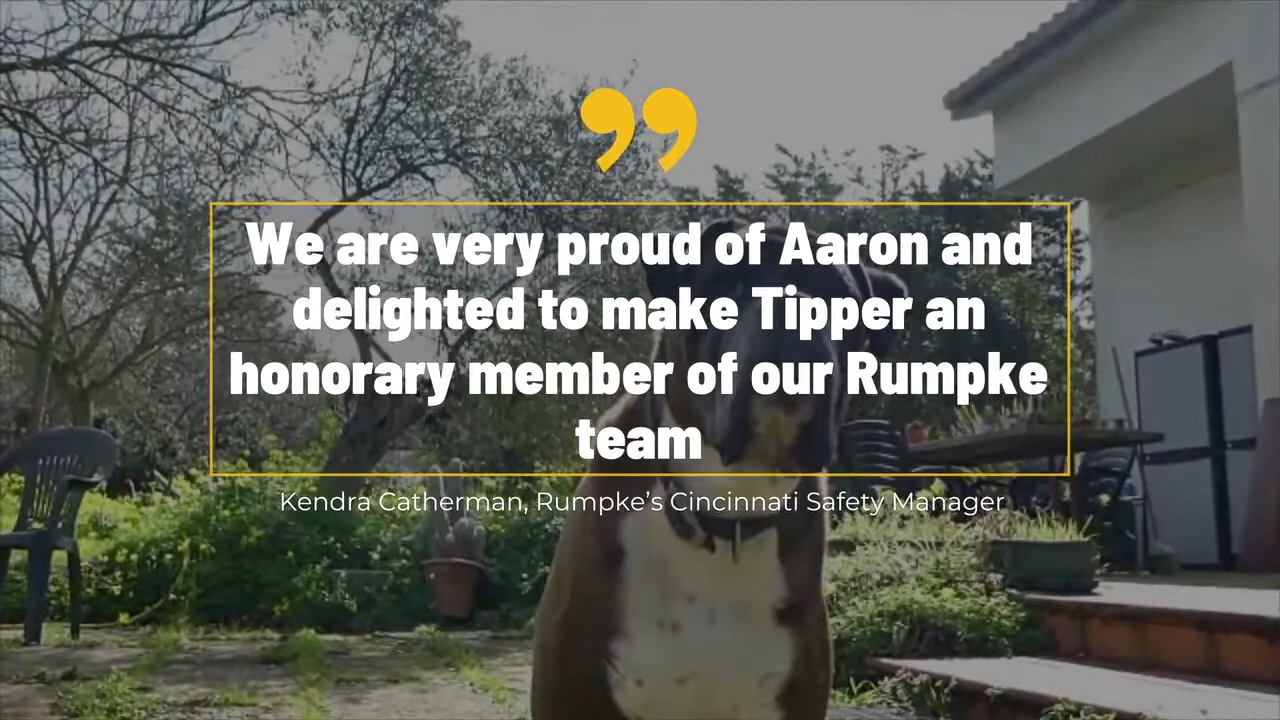 ”
We are very proud of Aaron and
delighted to make Tipper an
honorary member of our Rumpke
team
Kendra Catherman, Rumpke’s Cincinnati Safety Manager